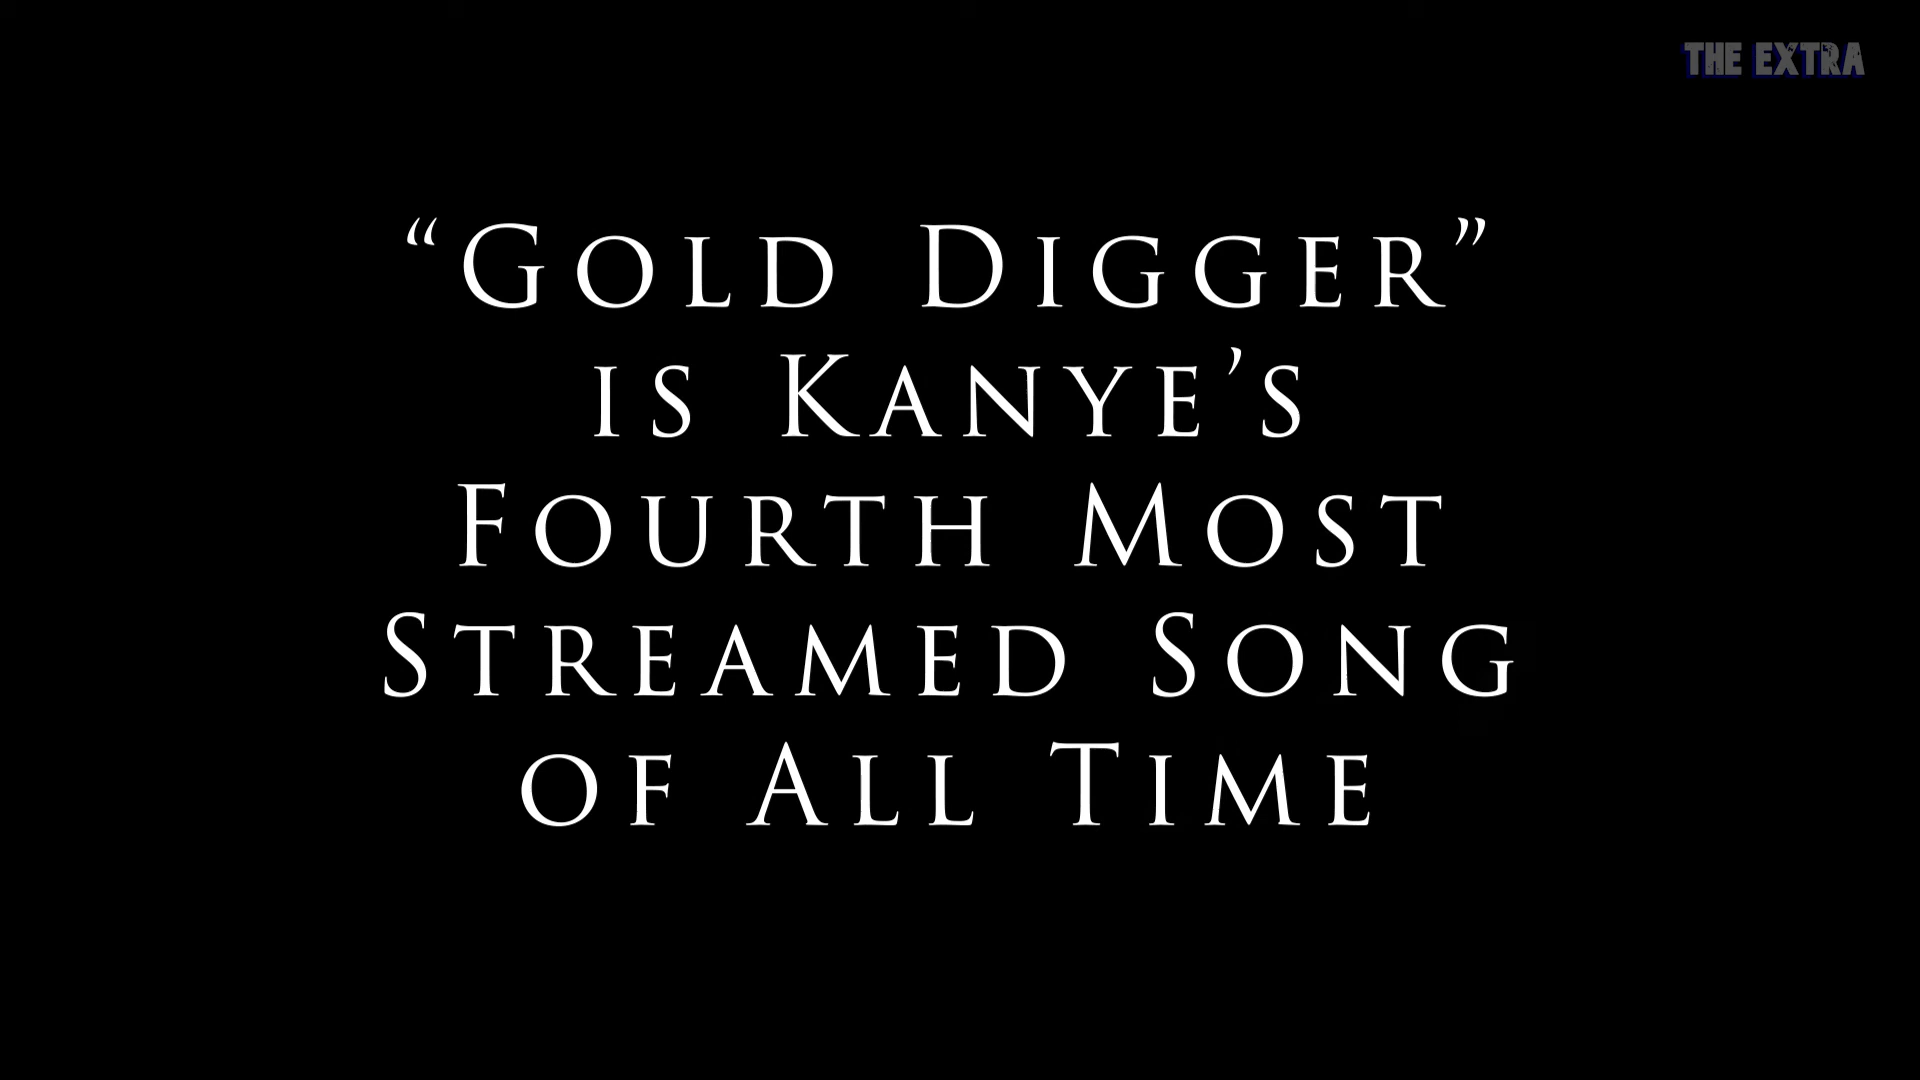 THE EXTRA
“GOLD DIGGER”
IS KANYE’S
FOURTH MOST
STREAMED SONG
OF ALL TIME